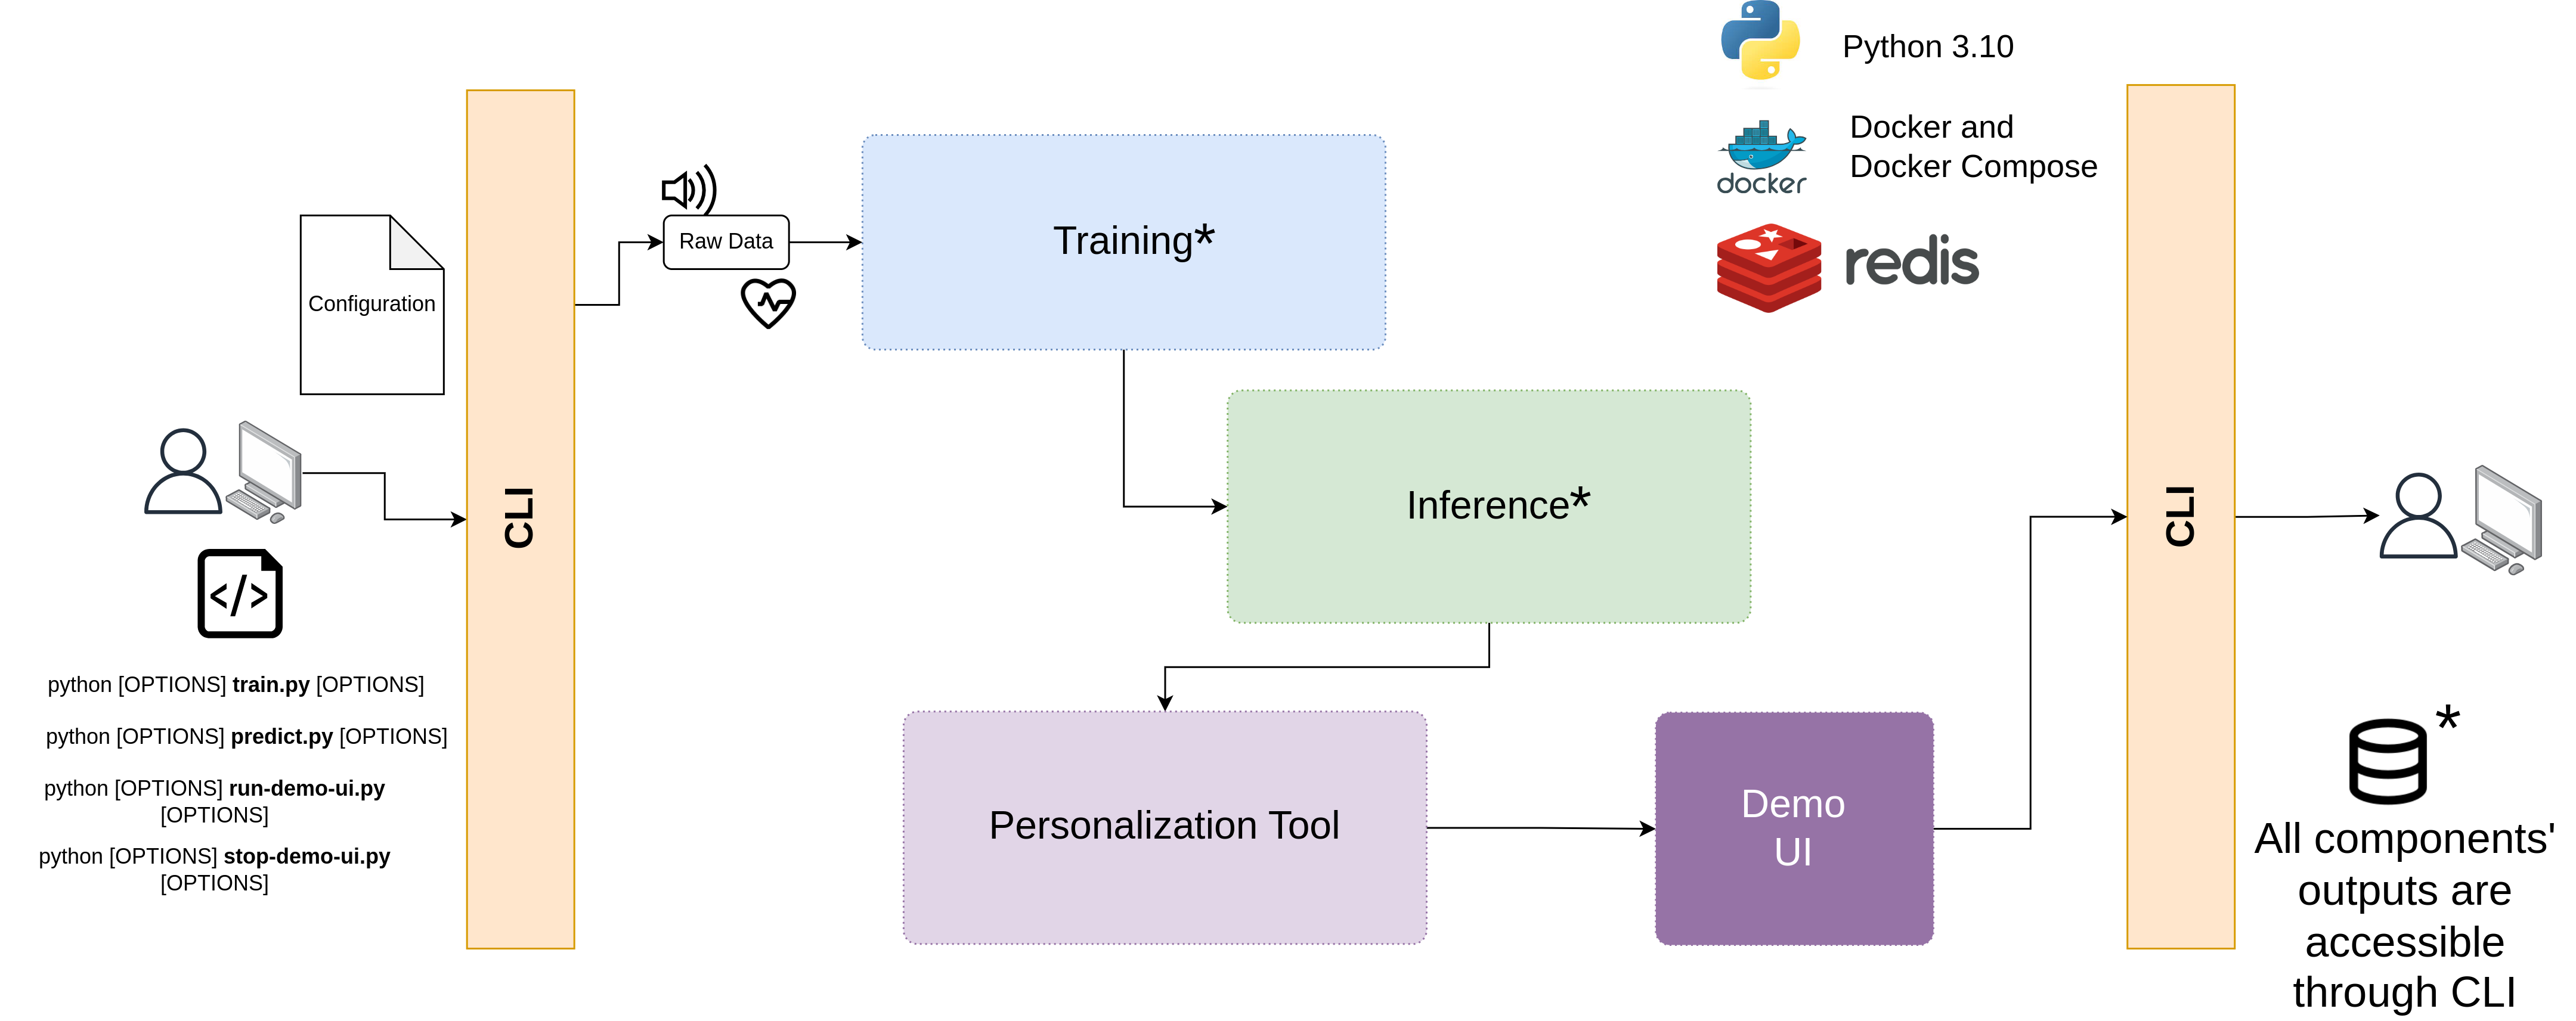 Python 3.10
docker
Docker and
Docker Compose
redis
Configuration
CLI
Raw Data
Training*
Inference*
Personalization Tool
Demo
UI
CLI
</>
python [OPTIONS] train.py [OPTIONS]
python [OPTIONS] predict.py [OPTIONS]
python [OPTIONS] run-demo-ui.py
[OPTIONS]
python [OPTIONS] stop-demo-ui.py
[OPTIONS]
*
All components'
outputs are
accessible
through CLI